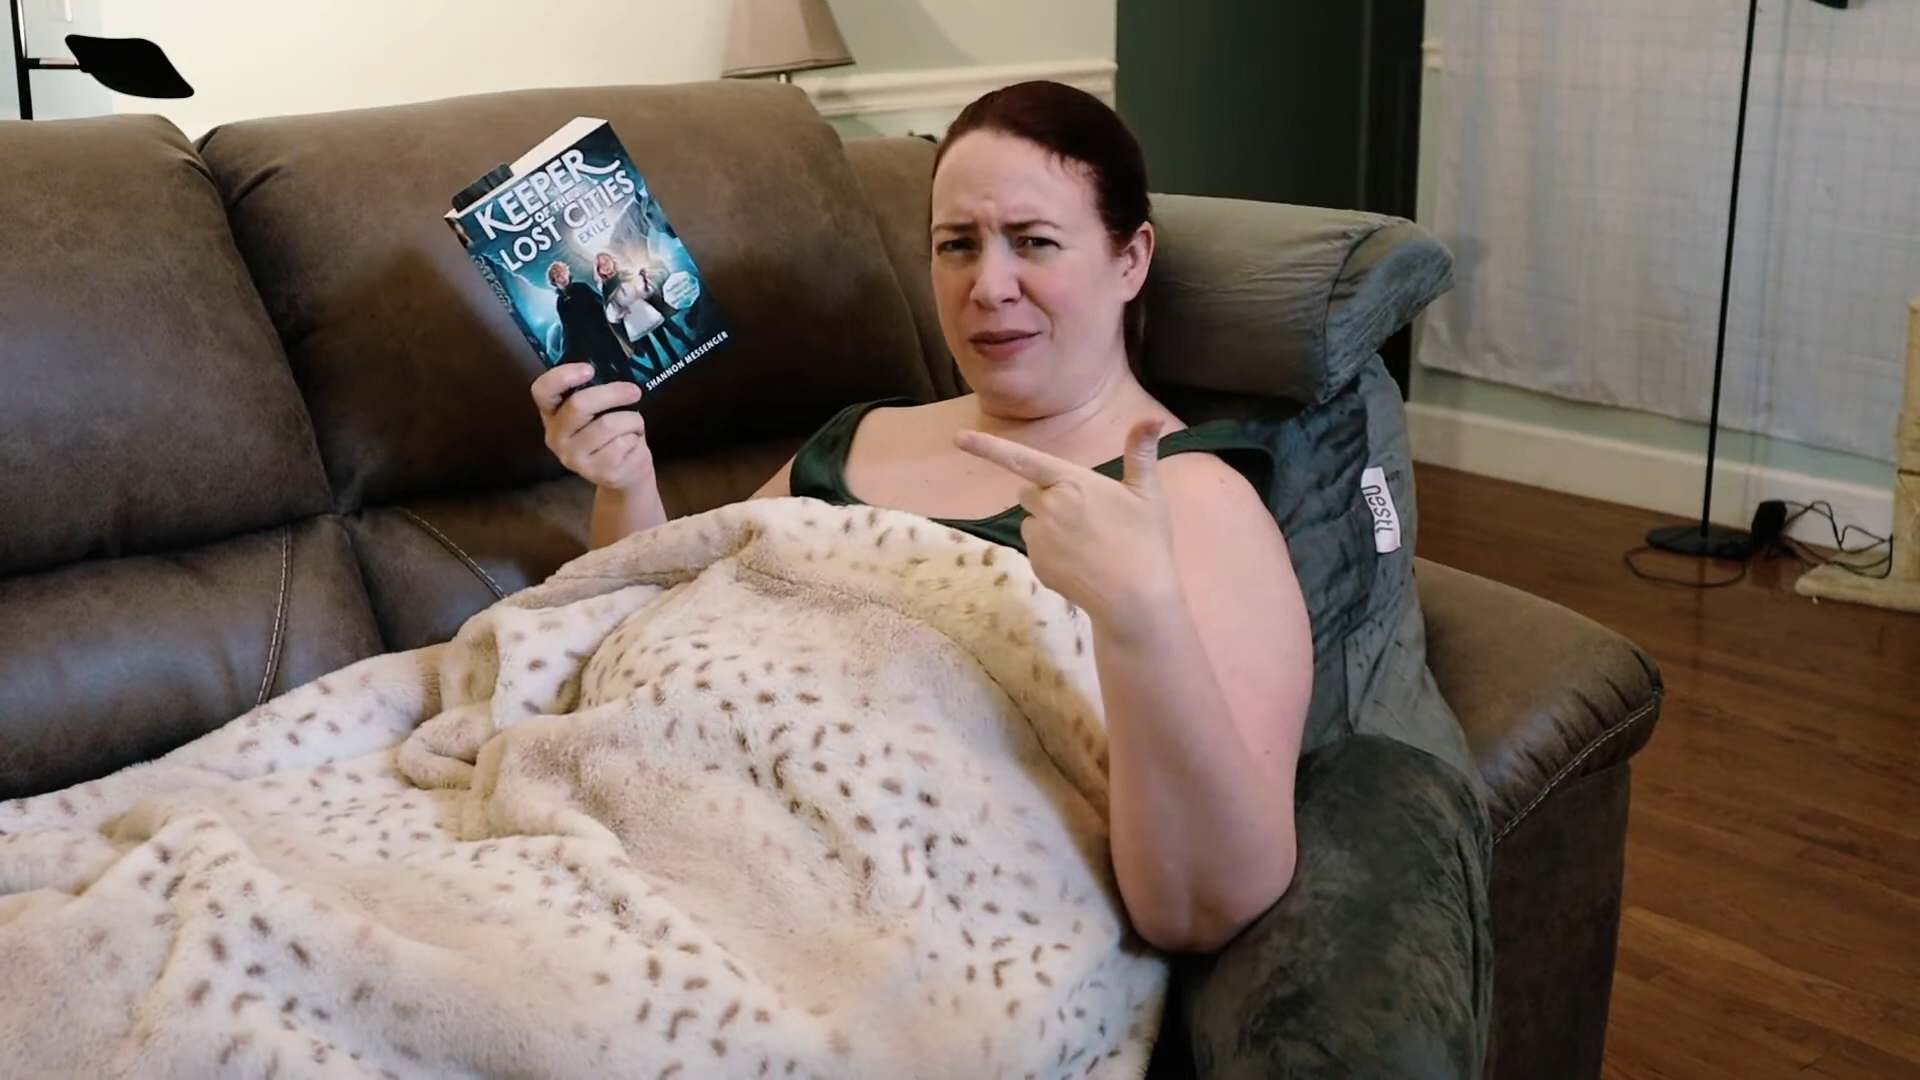 KEEPER
OF THE
LOST CITIES
EXILE
SHANNON MESSENGER
nestl